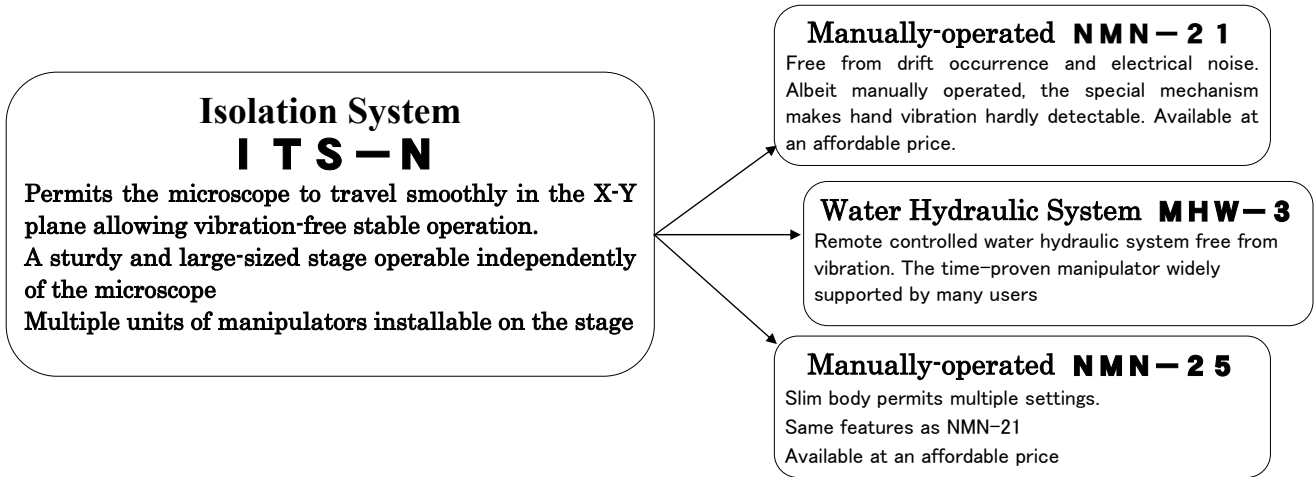 Isolation System
ITS−N
Permits the microscope to travel smoothly in the X-Y
plane allowing vibration-free stable operation.
A sturdy and large-sized stage operable independently
of the microscope
Multiple units of manipulators installable on the stage
Manually-operated NMN−21
Free from drift occurrence and electrical noise.
Albeit manually operated, the special mechanism
makes hand vibration hardly detectable. Available at
an affordable price.
Water Hydraulic System MHW−3
Remote controlled water hydraulic system free from
vibration. The time−proven manipulator widely
supported by many users
Manually-operated NMN−25
Slim body permits multiple settings.
Same features as NMN−21
Available at an affordable price